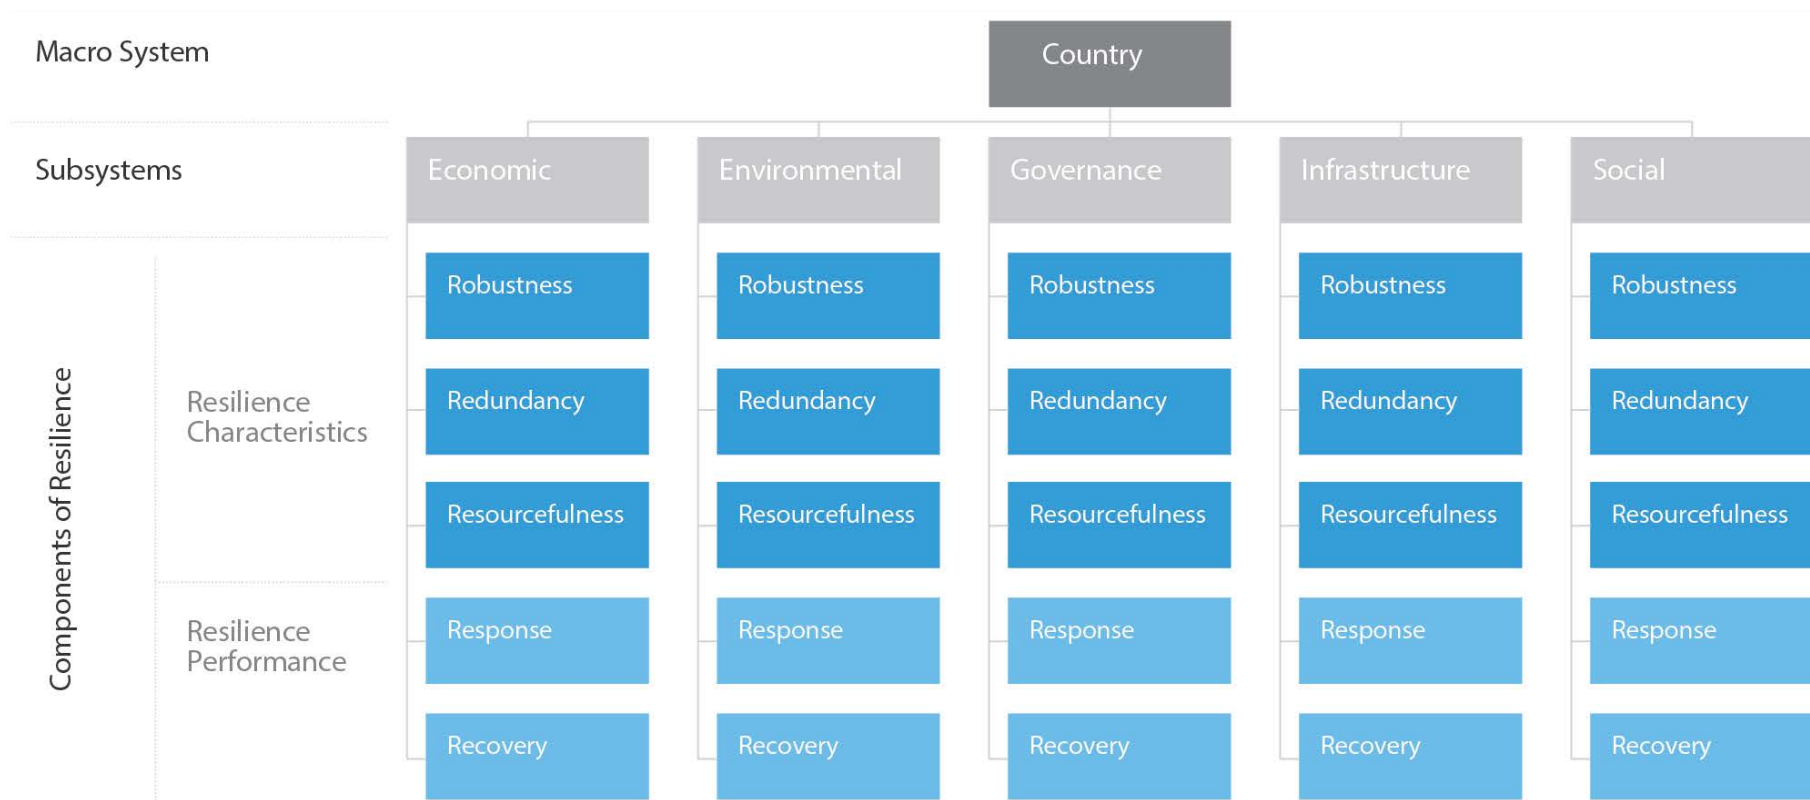 Macro System
Country
Subsystems
Economic
Environmental
Governance
Infrastructure
Social
Components of Resilience
Resilience
Characteristics
Robustness
Robustness
Robustness
Robustness
Robustness
Redundancy
Redundancy
Redundancy
Redundancy
Redundancy
Resourcefulness
Resourcefulness
Resourcefulness
Resourcefulness
Resourcefulness
Resilience
Performance
Response
Response
Response
Response
Response
Recovery
Recovery
Recovery
Recovery
Recovery